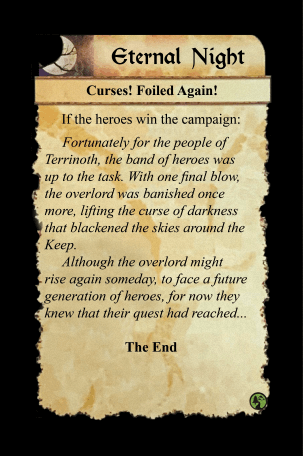 Eternal Night
Curses! Foiled Again!
If the heroes win the campaign:
Fortunately for the people of
Terrinoth, the band of heroes was
up to the task. With one final blow,
the overlord was banished once
more, lifting the curse of darkness
that blackened the skies around the
Keep.
Although the overlord might
rise again someday, to face a future
generation of heroes, for now they
knew that their quest had reached...
The End